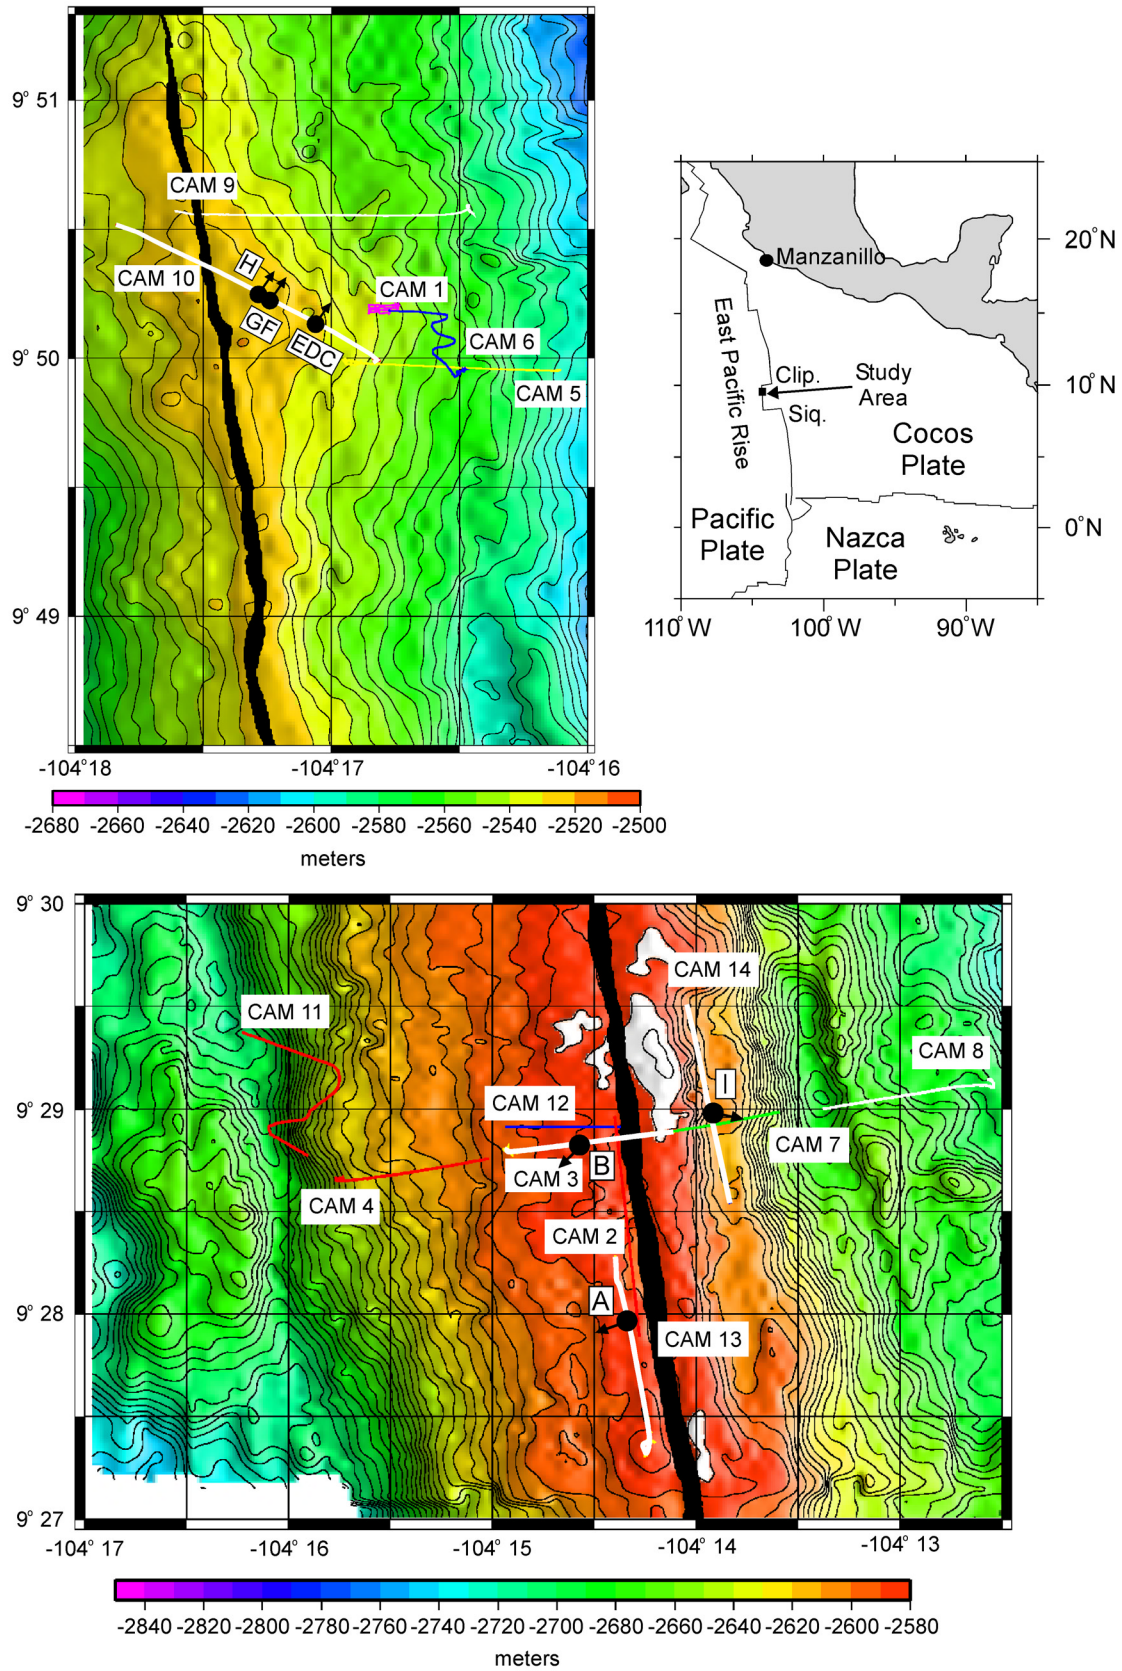 9° 51
CAM 9
H
CAM 10
CAM 1
GF
EDC
CAM 6
9° 50
CAM 5
9° 49
-104° 18
-104° 17
-104° 16
-2680 -2660 -2640 -2620 -2600 -2580 -2560 -2540 -2520 -2500
meters
20°N
Manzanillo
East Pacific Rise
Clip.
Study
Area
10°N
Siq.
Cocos
Plate
Pacific
Plate
Nazca
Plate
0°N
110°W
100°W
90°W
9° 30
CAM 14
CAM 11
CAM 8
I
9° 29
CAM 12
CAM 7
B
CAM 3
CAM 4
CAM 2
A
9° 28
CAM 13
9° 27
-104° 17
-104° 16
-104° 15
-104° 14
-104° 13
-2840 -2820 -2800 -2780 -2760 -2740 -2720 -2700 -2680 -2660 -2640 -2620 -2600 -2580
meters